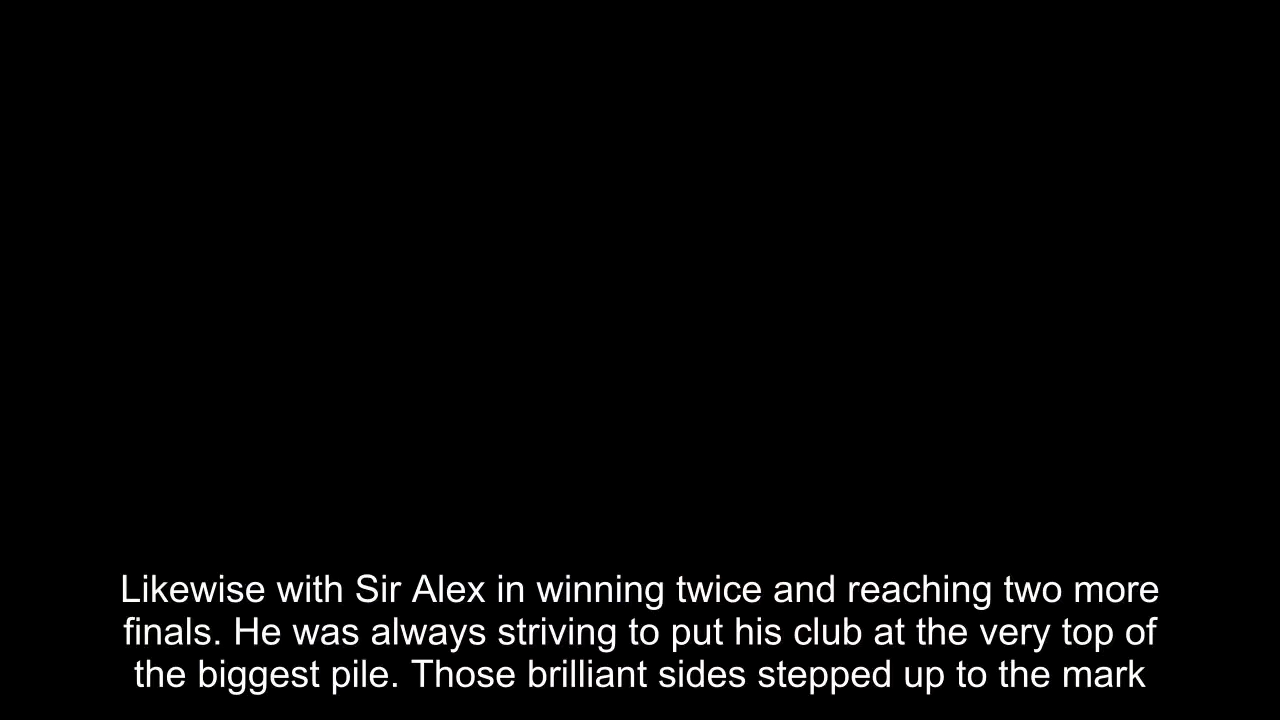 Likewise with Sir Alex in winning twice and reaching two more
finals. He was always striving to put his club at the very top of
the biggest pile. Those brilliant sides stepped up to the mark